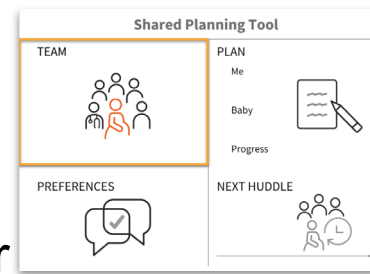 Shared Planning Tool
TEAM
PLAN
Me
Baby
Progress
PREFERENCES
NEXT HUDDLE
r